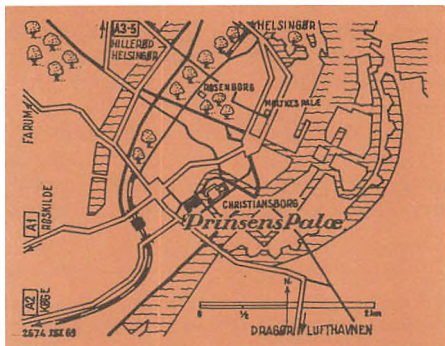 A3-5
HILLERØD
HELSINGØR
HELSINGØR
ROSENBORG
MOLTKES PALÆ
FARUM
CHRISTIANSBORG
Prinsens Palæ
A1
ROSKILDE
A2
KØGE
N
0 ½ 2 km
DRAGØR LUFTHAVNEN